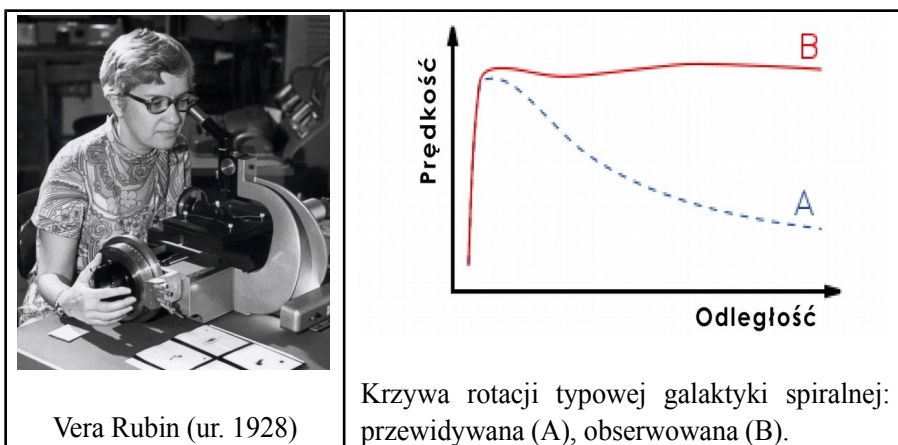 Vera Rubin (ur. 1928)
Prędkość
B
A
Odległość
Krzywa rotacji typowej galaktyki spiralnej:
przewidywana (A), obserwowana (B).